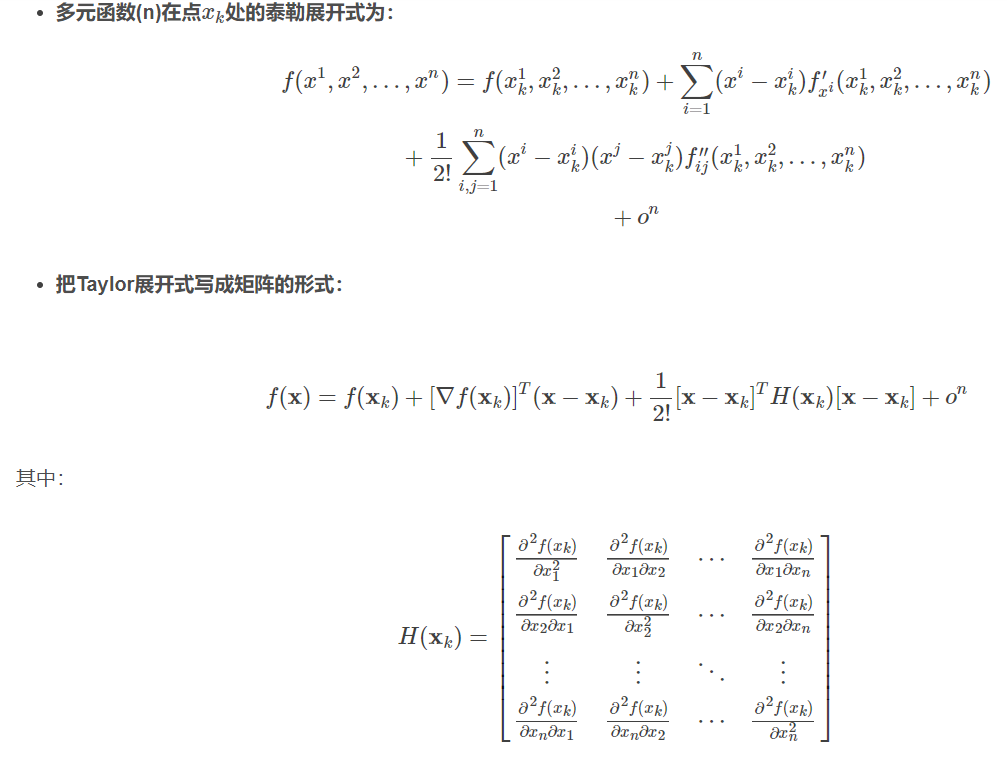 • 多元函数(n)在点$x_k$处的泰勒展开式为：
$f(x^1, x^2, \ldots, x^n) = f(x_k^1, x_k^2, \ldots, x_k^n) + \sum_{i=1}^{n} (x^i - x_k^i) f'_{x^i}(x_k^1, x_k^2, \ldots, x_k^n)$
$+ \frac{1}{2!} \sum_{i,j=1}^{n} (x^i - x_k^i)(x^j - x_k^j) f''_{ij}(x_k^1, x_k^2, \ldots, x_k^n)$
$+ o^n$
• 把Taylor展开式写成矩阵的形式：
$f(\mathbf{x}) = f(\mathbf{x}_k) + [\nabla f(\mathbf{x}_k)]^T (\mathbf{x} - \mathbf{x}_k) + \frac{1}{2!} [\mathbf{x} - \mathbf{x}_k]^T H(\mathbf{x}_k) [\mathbf{x} - \mathbf{x}_k] + o^n$
其中：
$H(\mathbf{x}_k) = \begin{bmatrix} \frac{\partial^2 f(x_k)}{\partial x_1^2} & \frac{\partial^2 f(x_k)}{\partial x_1 \partial x_2} & \cdots & \frac{\partial^2 f(x_k)}{\partial x_1 \partial x_n} \\ \frac{\partial^2 f(x_k)}{\partial x_2 \partial x_1} & \frac{\partial^2 f(x_k)}{\partial x_2^2} & \cdots & \frac{\partial^2 f(x_k)}{\partial x_2 \partial x_n} \\ \vdots & \vdots & \ddots & \vdots \\ \frac{\partial^2 f(x_k)}{\partial x_n \partial x_1} & \frac{\partial^2 f(x_k)}{\partial x_n \partial x_2} & \cdots & \frac{\partial^2 f(x_k)}{\partial x_n^2} \end{bmatrix}$